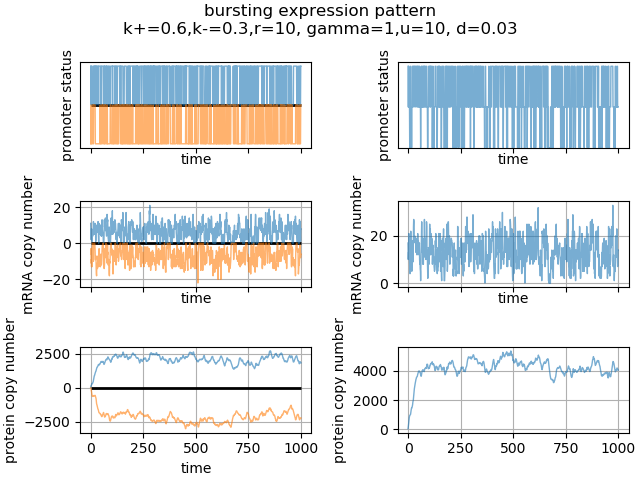 bursting expression pattern
k+=0.6,k-=0.3,r=10, gamma=1,u=10, d=0.03
promoter status
time
promoter status
time
mRNA copy number
20
0
−20
time
mRNA copy number
20
0
time
protein copy number
2500
0
−2500
0 250 500 750 1000
time
protein copy number
4000
2000
0
0 250 500 750 1000